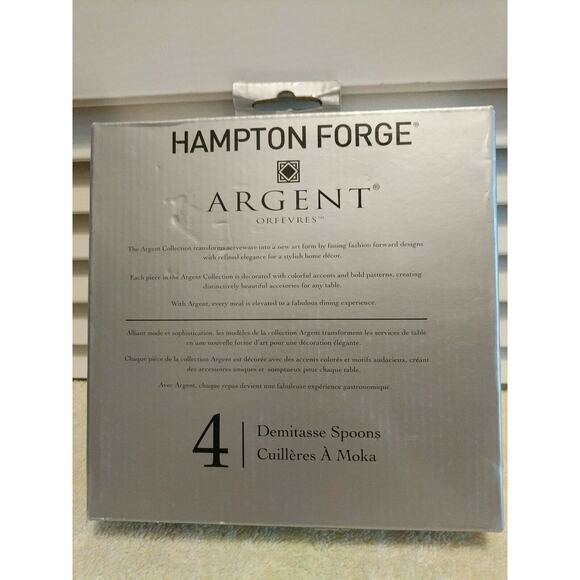 HAMPTON FORGE®
ARGENT®
ORFÈVRES™
The Argent Collection transforms serveware into a new art form by fusing fashion forward designs
with refined elegance for a stylish home décor.
Each piece in the Argent Collection is decorated with colorful accents and bold patterns, creating
distinctively beautiful accesories for any table.
With Argent, every meal is elevated to a fabulous dining experience.
Alliant mode et sophistication, les modèles de la collection Argent transforment les services de table
en une nouvelle forme d'art pour une décoration élégante.
Chaque pièce de la collection Argent est décorée avec des accents colorés et motifs audacieux, créant
des accessoires uniques et somptueux pour chaque table.
Avec Argent, chaque repas devient une fabuleuse expérience gastronomique.
4 Demitasse Spoons
Cuillères À Moka